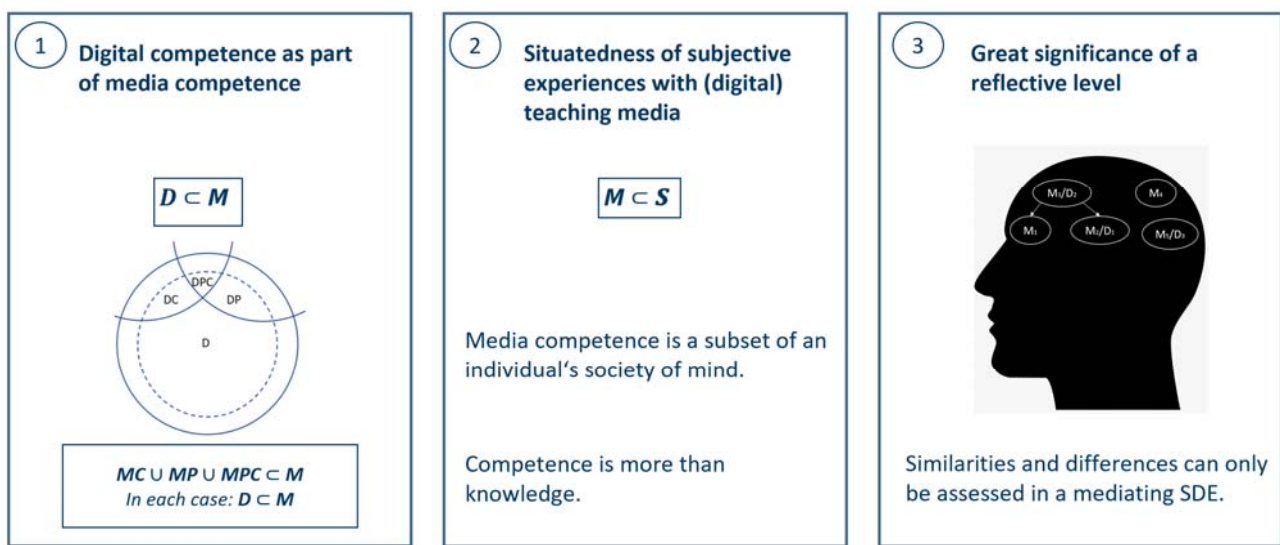 1
Digital competence as part
of media competence
D ⊂ M
DPC
DC
DP
D
MC ∪ MP ∪ MPC ⊂ M
In each case: D ⊂ M
2
Situatedness of subjective
experiences with (digital)
teaching media
M ⊂ S
Media competence is a subset of an
individual‘s society of mind.
Competence is more than
knowledge.
3
Great significance of a
reflective level
M₃/D₂
M₄
M₁
M₂/D₁
M₅/D₃
Similarities and differences can only
be assessed in a mediating SDE.